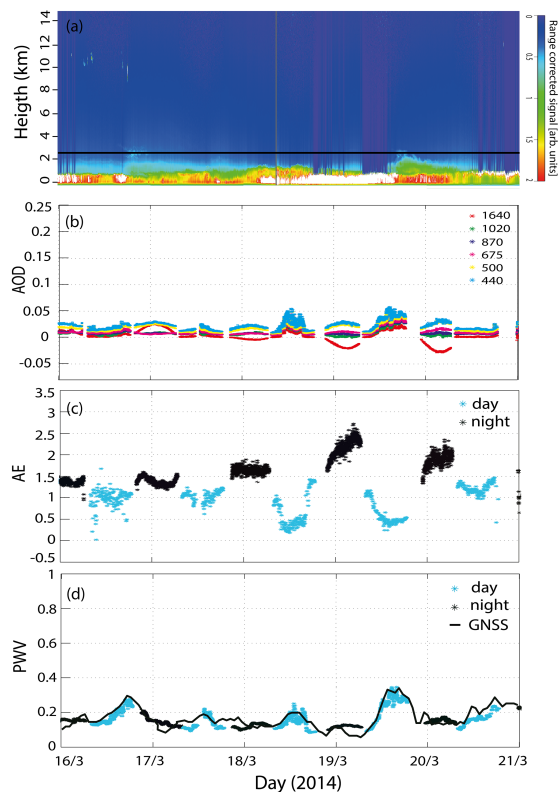 (a)
14
12
10
8
6
4
2
0
Heigth (km)
0
0.5
1
1.5
2
Range corrected signal [arb. units]
(b)
0.25
0.2
0.15
0.1
0.05
0
-0.05
AOD
1640
1020
870
675
500
440
(c)
3.5
3
2.5
2
1.5
1
0.5
0
-0.5
AE
day
night
(d)
1
0.8
0.6
0.4
0.2
0
PWV
day
night
GNSS
16/3 17/3 18/3 19/3 20/3 21/3
Day (2014)